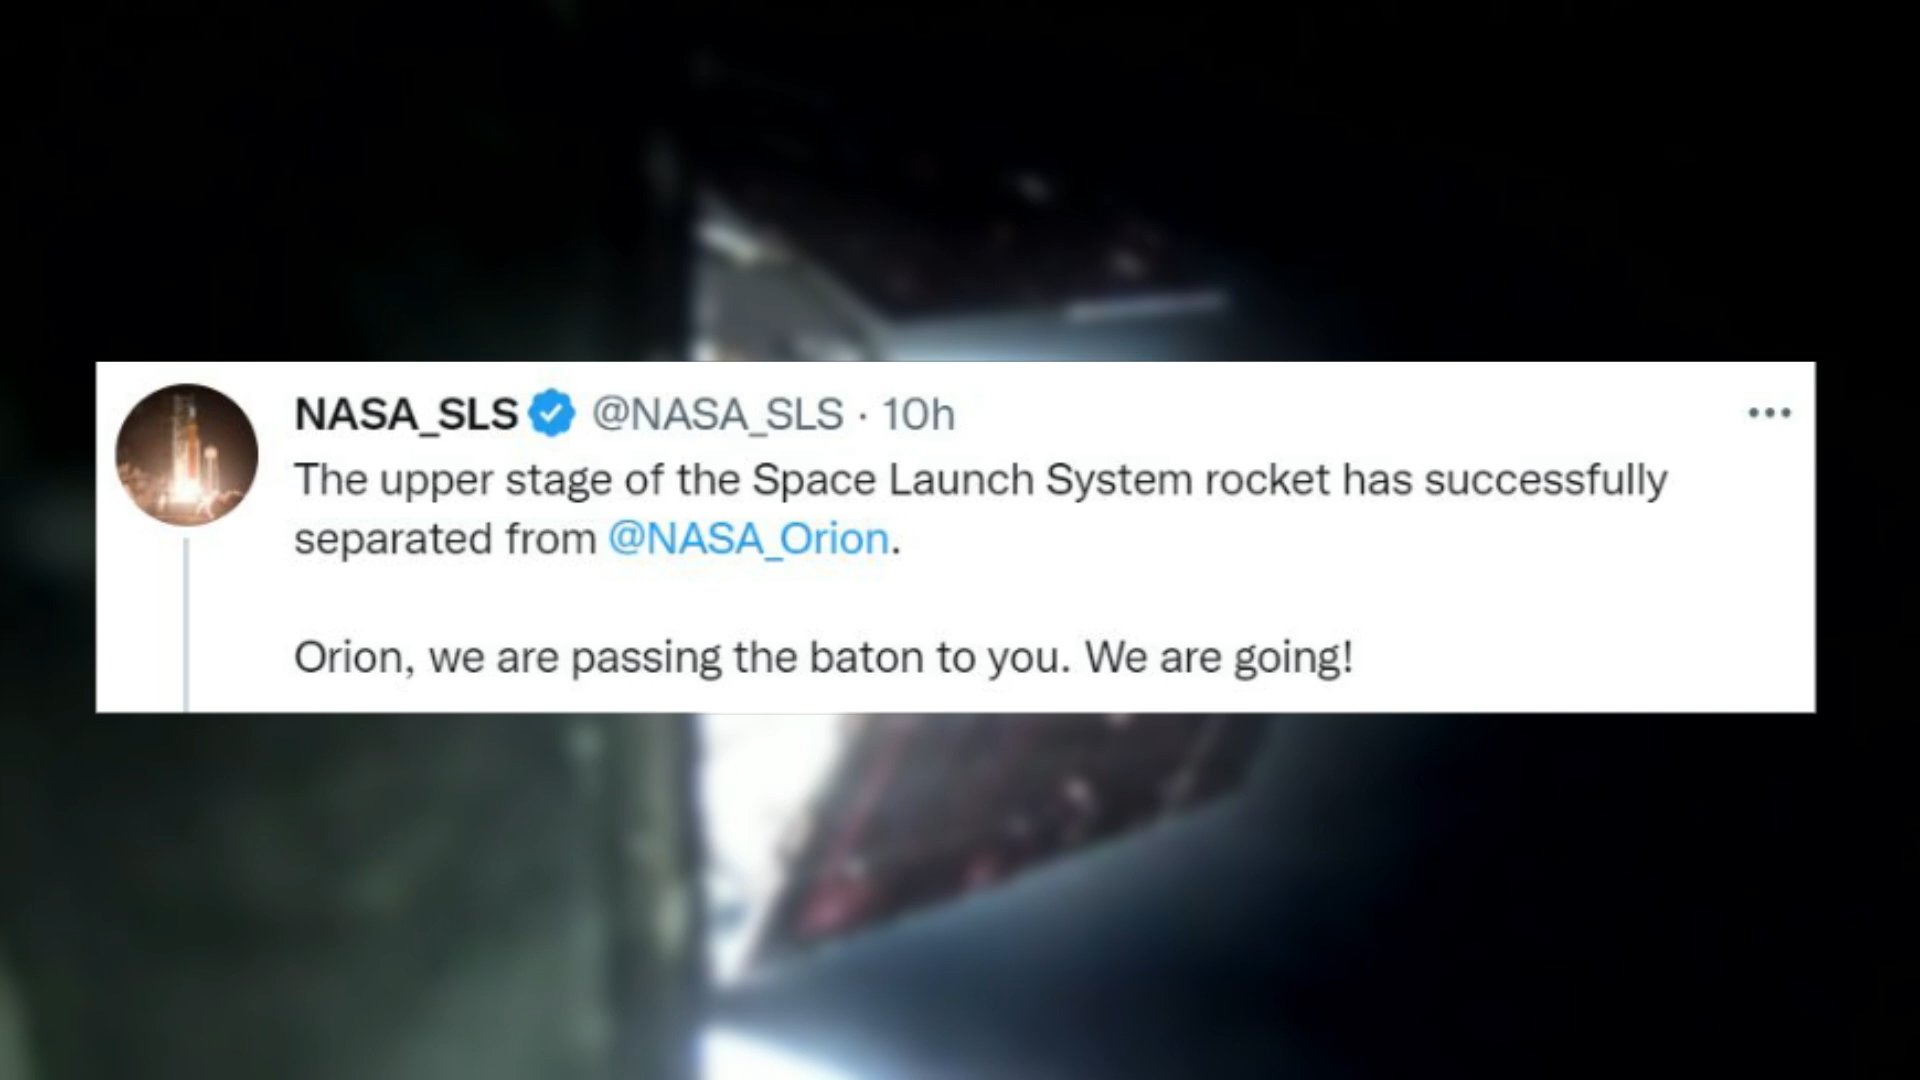 NASA_SLS @NASA_SLS · 10h
The upper stage of the Space Launch System rocket has successfully
separated from @NASA_Orion.
Orion, we are passing the baton to you. We are going!